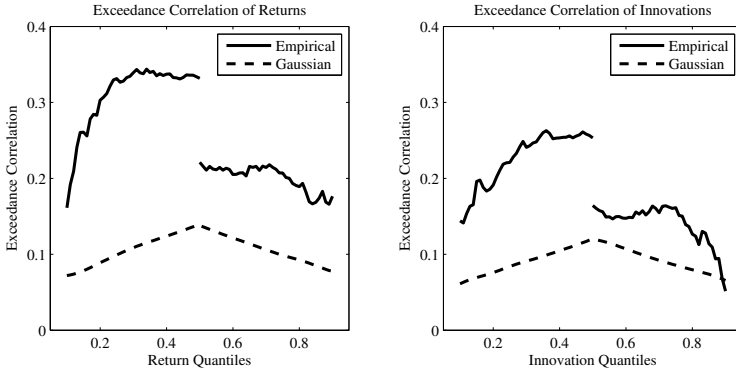 Exceedance Correlation of Returns
Empirical
Gaussian
Exceedance Correlation
0.4
0.3
0.2
0.1
0
0.2
0.4
0.6
0.8
Return Quantiles
Exceedance Correlation of Innovations
Empirical
Gaussian
Exceedance Correlation
0.4
0.3
0.2
0.1
0
0.2
0.4
0.6
0.8
Innovation Quantiles